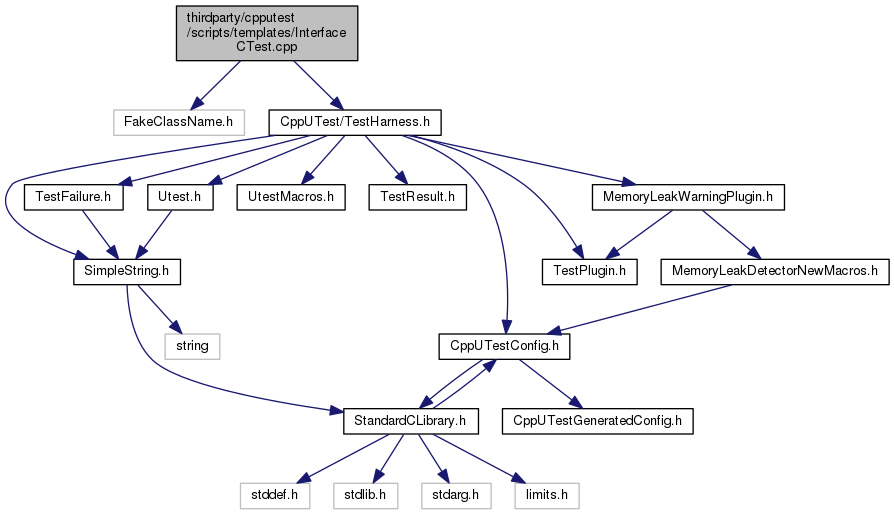 thirdparty/cpputest
/scripts/templates/Interface
CTest.cpp
FakeClassName.h
CppUTest/TestHarness.h
TestFailure.h
Utest.h
UtestMacros.h
TestResult.h
MemoryLeakWarningPlugin.h
SimpleString.h
TestPlugin.h
MemoryLeakDetectorNewMacros.h
string
CppUTestConfig.h
StandardCLibrary.h
CppUTestGeneratedConfig.h
stddef.h
stdlib.h
stdarg.h
limits.h